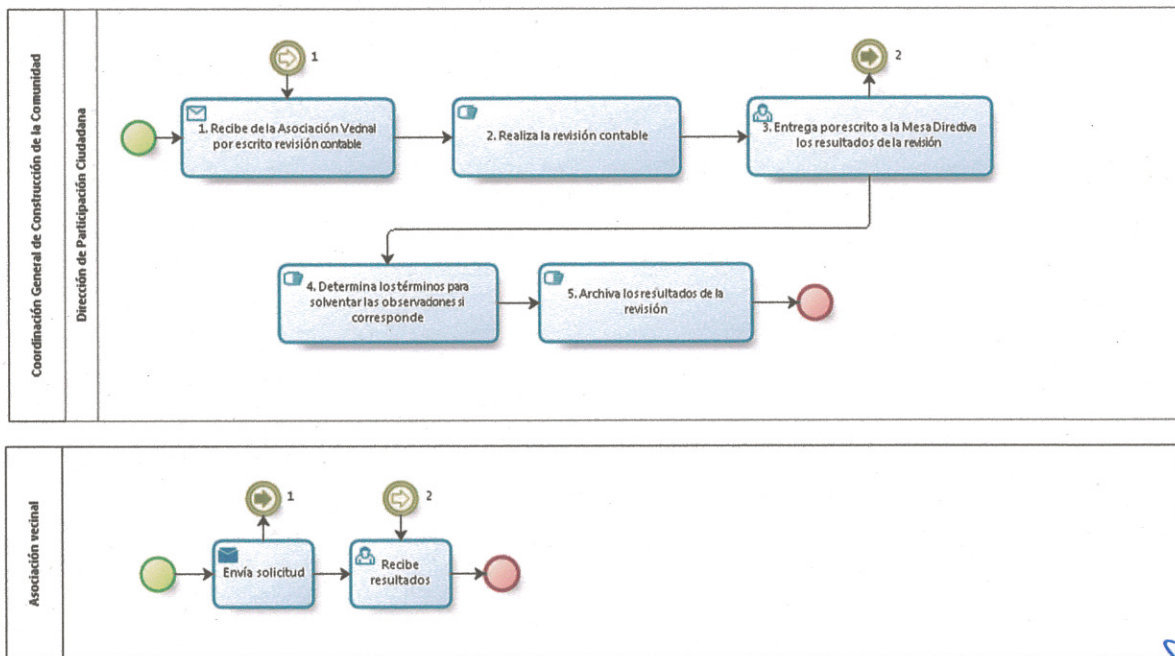 Coordinación General de Construcción de la Comunidad
Dirección de Participación Ciudadana
1
1. Recibe de la Asociación Vecinal
por escrito revisión contable
2. Realiza la revisión contable
2
3. Entrega por escrito a la Mesa Directiva
los resultados de la revisión
4. Determina los términos para
solventar las observaciones si
corresponde
5. Archiva los resultados de la
revisión
Asociación vecinal
1
Envía solicitud
2
Recibe
resultados